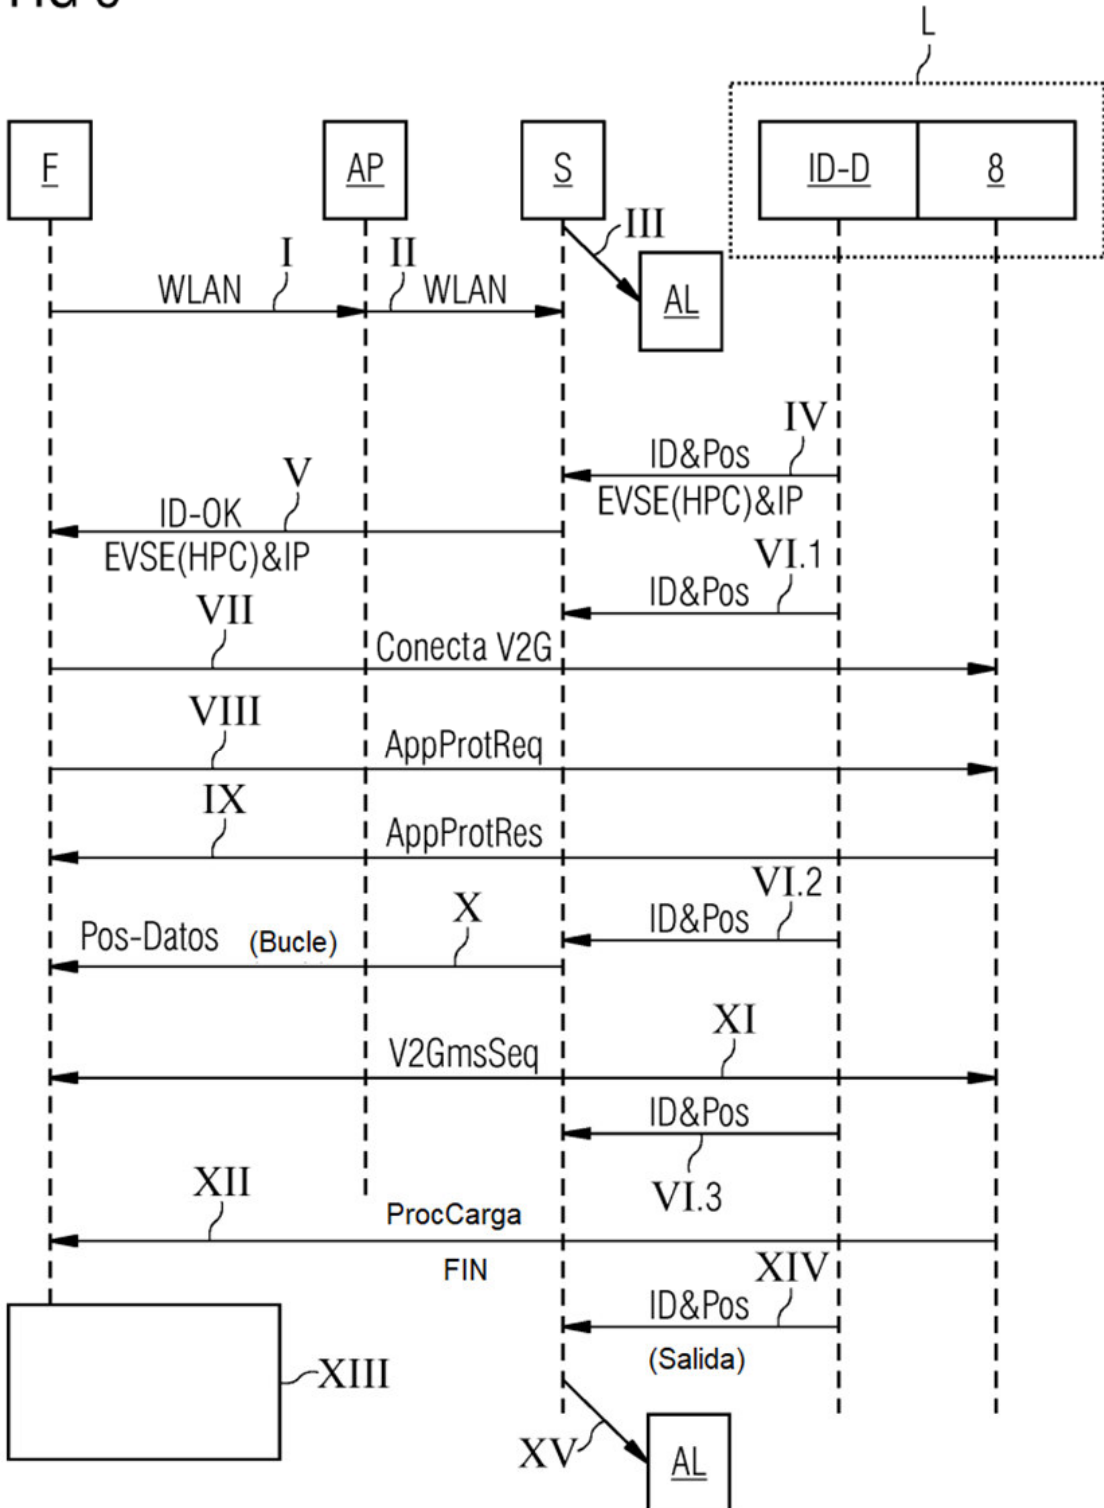 L
F
AP
S
ID-D
8
III
I
II
WLAN
WLAN
AL
IV
ID&Pos
V
EVSE(HPC)&IP
ID-OK
EVSE(HPC)&IP
VI.1
ID&Pos
VII
Conecta V2G
VIII
AppProtReq
IX
AppProtRes
VI.2
X
ID&Pos
Pos-Datos (Bucle)
XI
V2GmsSeq
ID&Pos
XII
VI.3
ProcCarga
FIN
XIV
ID&Pos
(Salida)
XIII
XV
AL